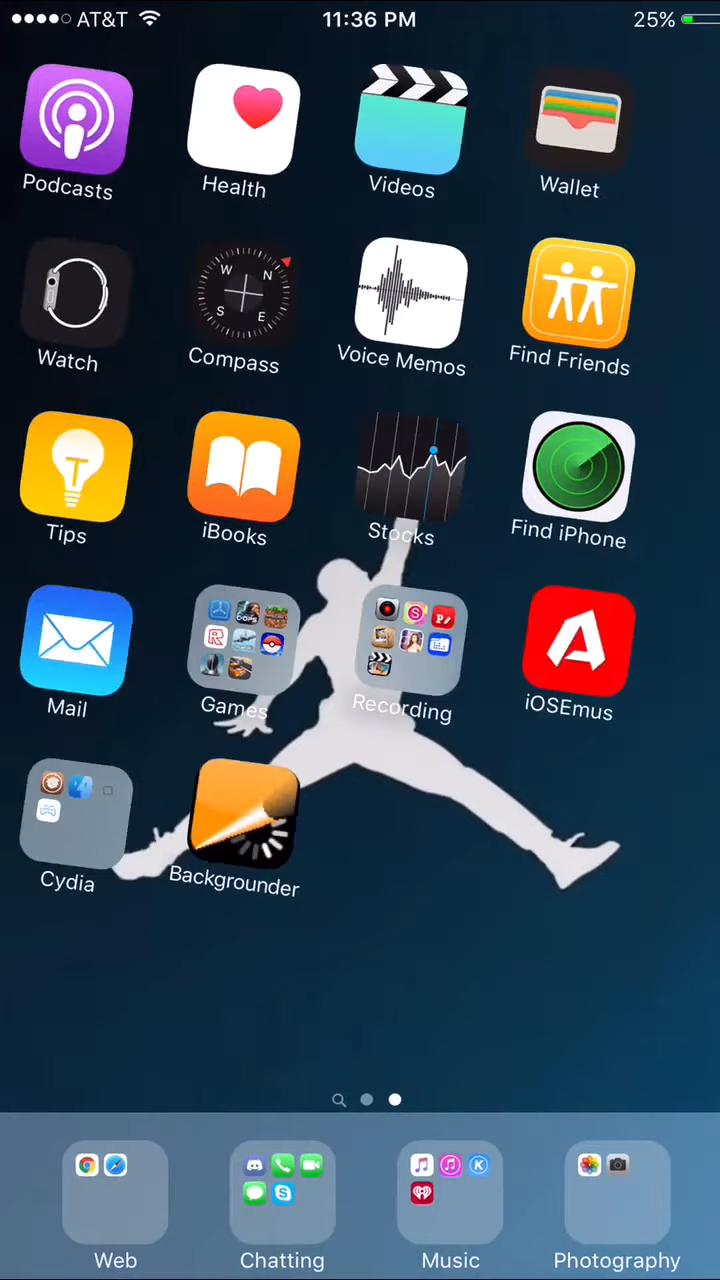 AT&T 11:36 PM 25%
Podcasts Health Videos Wallet
W N S E
Watch Compass Voice Memos Find Friends
Tips iBooks Stocks Find iPhone
Mail Games Recording iOSEmus
Cydia Backgrounder
Web Chatting Music Photography